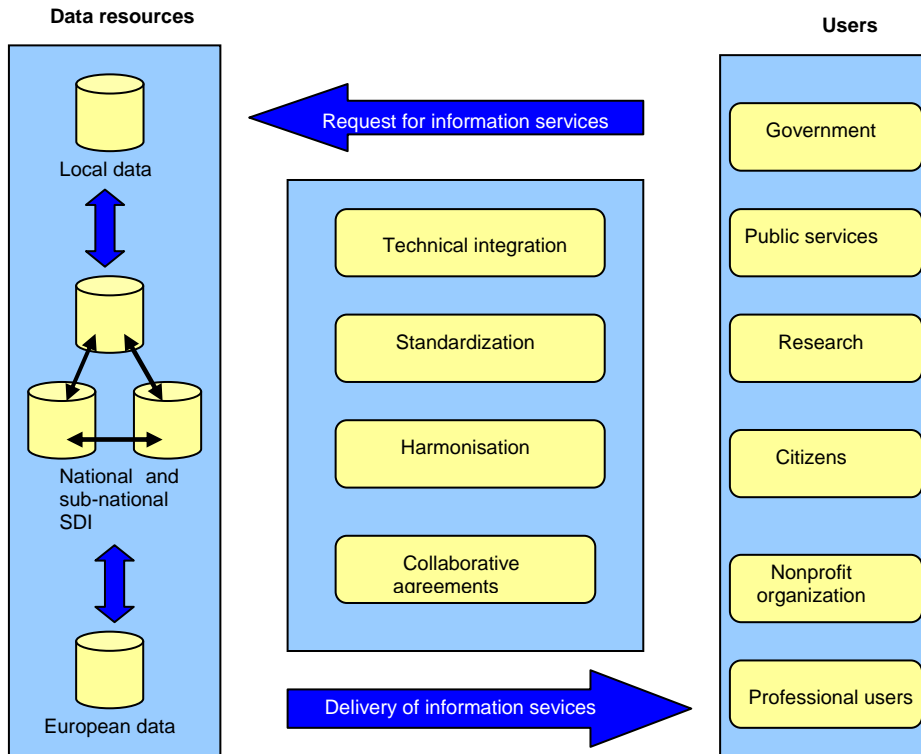 Data resources
Users
Request for information services
Local data
National and
sub-national
SDI
European data
Technical integration
Standardization
Harmonisation
Collaborative
agreements
Delivery of information sevices
Government
Public services
Research
Citizens
Nonprofit
organization
Professional users